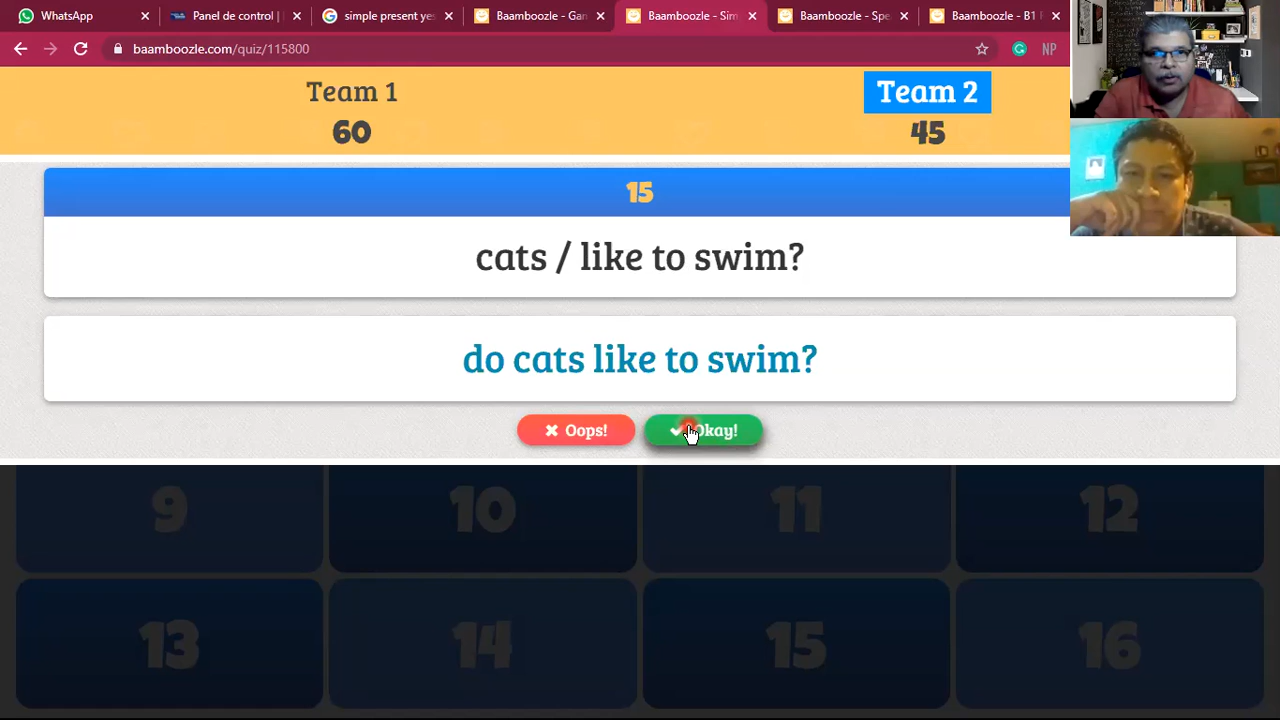 WhatsApp
Panel de control |
simple present ye
Baamboozle - Gan
Baamboozle - Sim
Baamboozle - Spe
Baamboozle - B1 F
baamboozle.com/quiz/115800
NP
Team 1
Team 2
60
45
15
cats / like to swim?
do cats like to swim?
Oops!
Okay!
9
10
11
12
13
14
15
16